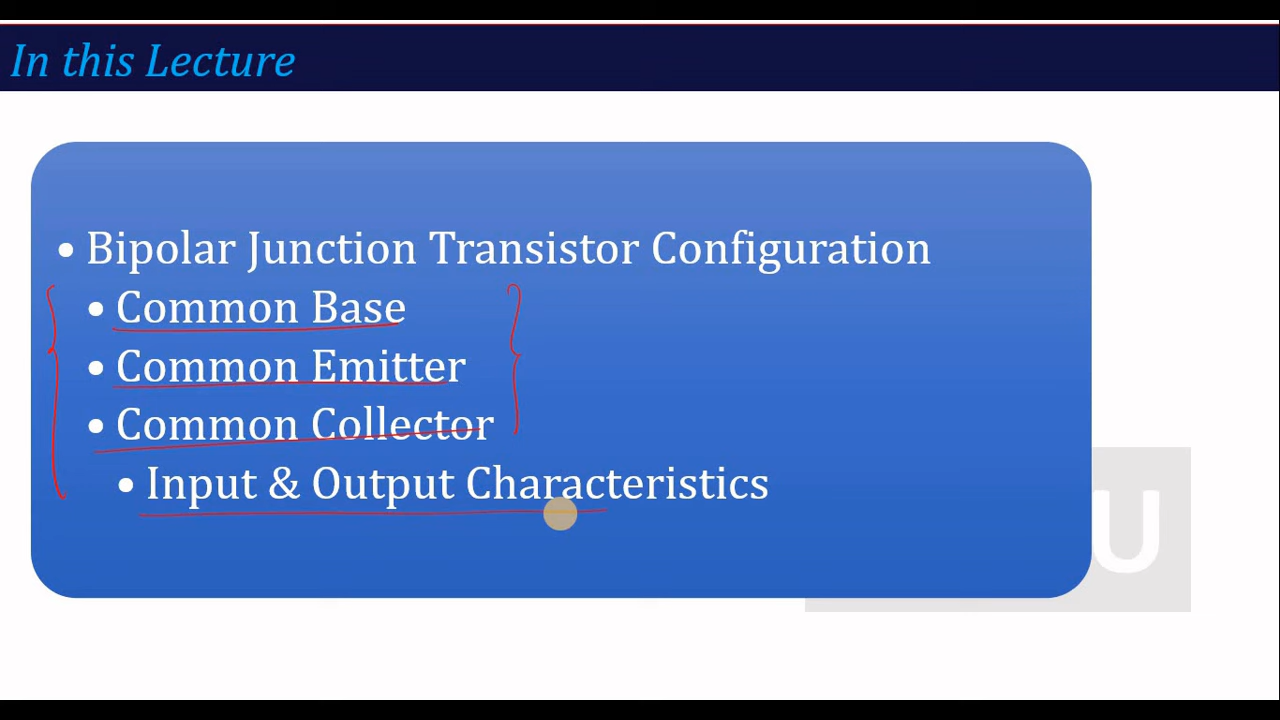 In this Lecture
• Bipolar Junction Transistor Configuration
• Common Base
• Common Emitter
• Common Collector
• Input & Output Characteristics
U